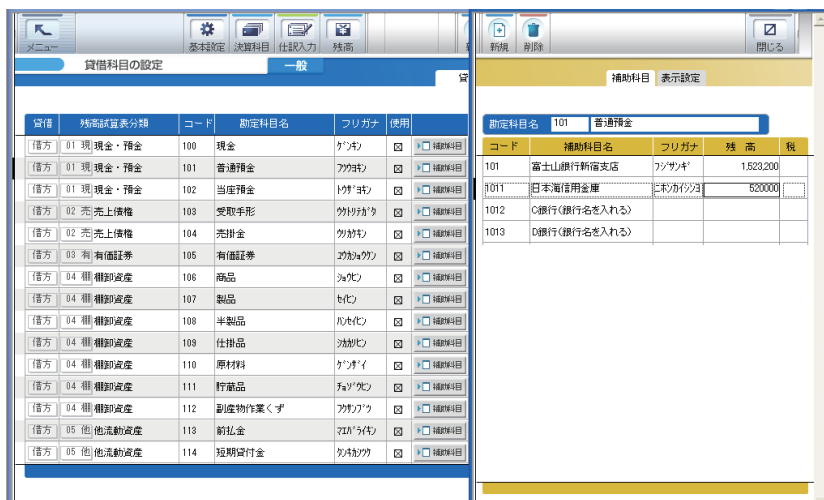 メニュー
基本設定 決算科目 仕訳入力 残高
貸借科目の設定 一般
貸借 残高試算表分類 コード 勘定科目名 フリガナ 使用
借方 01 現 現金・預金 100 現金 ゲンキン 補助科目
借方 01 現 現金・預金 101 普通預金 フツウヨキン 補助科目
借方 01 現 現金・預金 102 当座預金 トウザヨキン 補助科目
借方 02 売 売上債権 103 受取手形 ウケトリテガタ 補助科目
借方 02 売 売上債権 104 売掛金 ウリカケキン 補助科目
借方 03 有 有価証券 105 有価証券 ユウカショウケン 補助科目
借方 04 棚 棚卸資産 106 商品 ショウヒン 補助科目
借方 04 棚 棚卸資産 107 製品 セイヒン 補助科目
借方 04 棚 棚卸資産 108 半製品 ハンセイヒン 補助科目
借方 04 棚 棚卸資産 109 仕掛品 シカカリヒン 補助科目
借方 04 棚 棚卸資産 110 原材料 ゲンザイ 補助科目
借方 04 棚 棚卸資産 111 貯蔵品 チョゾウヒン 補助科目
借方 04 棚 棚卸資産 112 副産物作業くず フクサンブツ 補助科目
借方 05 他 他流動資産 113 前払金 マエバライキン 補助科目
借方 05 他 他流動資産 114 短期貸付金 タンキカシツケ 補助科目
新規 削除 閉じる
補助科目 表示設定
勘定科目名 101 普通預金
コード 補助科目名 フリガナ 残 高 税
101 富士山銀行新宿支店 フジサンギ 1,523,200
1011 日本海信用金庫 ニホンカイシンヨ 520000
1012 C銀行(銀行名を入れる)
1013 D銀行(銀行名を入れる)